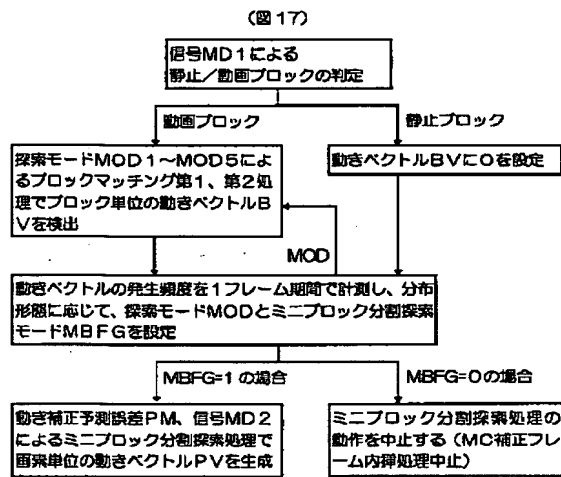 (図17)
信号MD1による
静止/動画ブロックの判定
動画ブロック
静止ブロック
探索モードMOD1~MOD5によ
るブロックマッチング第1、第2処
理でブロック単位の動きベクトルB
Vを検出
動きベクトルBVに0を設定
MOD
動きベクトルの発生頻度を1フレーム期間で計測し、分布
形態に応じて、探索モードMODとミニブロック分割探索
モードMBFGを設定
MBFG=1の場合
MBFG=0の場合
動き補正予測誤差PM、信号MD2
によるミニブロック分割探索処理で
画素単位の動きベクトルPVを生成
ミニブロック分割探索処理の
動作を中止する(MC補正フレ
ーム内挿処理中止)